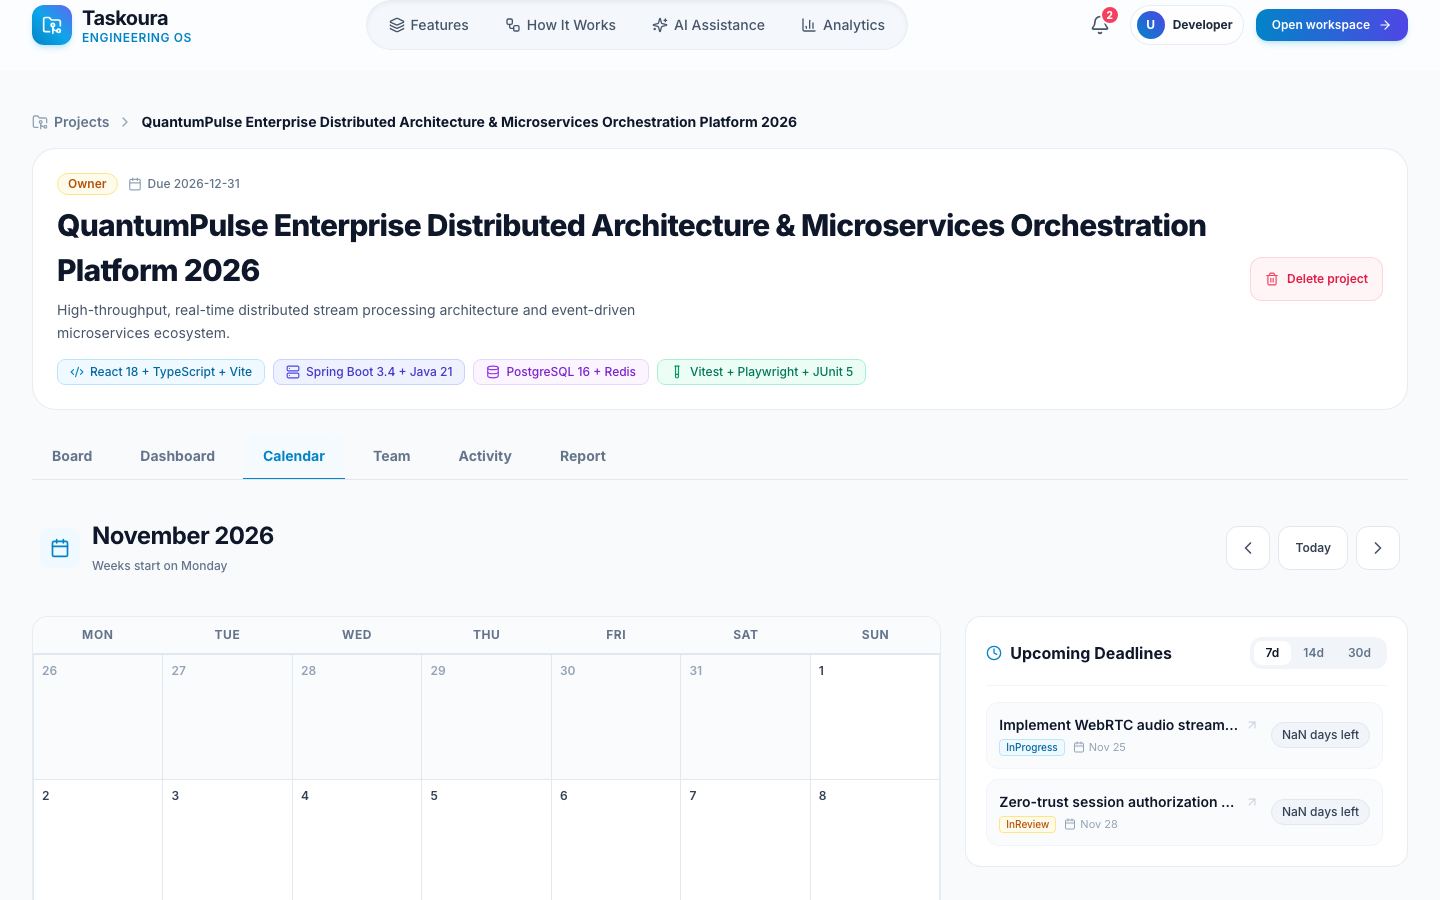 Taskoura
ENGINEERING OS
Features
How It Works
AI Assistance
Analytics
2
U
Developer
Open workspace
Projects
QuantumPulse Enterprise Distributed Architecture & Microservices Orchestration Platform 2026
Owner
Due 2026-12-31
QuantumPulse Enterprise Distributed Architecture & Microservices Orchestration
Platform 2026
High-throughput, real-time distributed stream processing architecture and event-driven
microservices ecosystem.
Delete project
React 18 + TypeScript + Vite
Spring Boot 3.4 + Java 21
PostgreSQL 16 + Redis
Vitest + Playwright + JUnit 5
Board
Dashboard
Calendar
Team
Activity
Report
November 2026
Weeks start on Monday
Today
MON
TUE
WED
THU
FRI
SAT
SUN
26
27
28
29
30
31
1
2
3
4
5
6
7
8
Upcoming Deadlines
7d
14d
30d
Implement WebRTC audio stream...
InProgress
Nov 25
NaN days left
Zero-trust session authorization ...
InReview
Nov 28
NaN days left